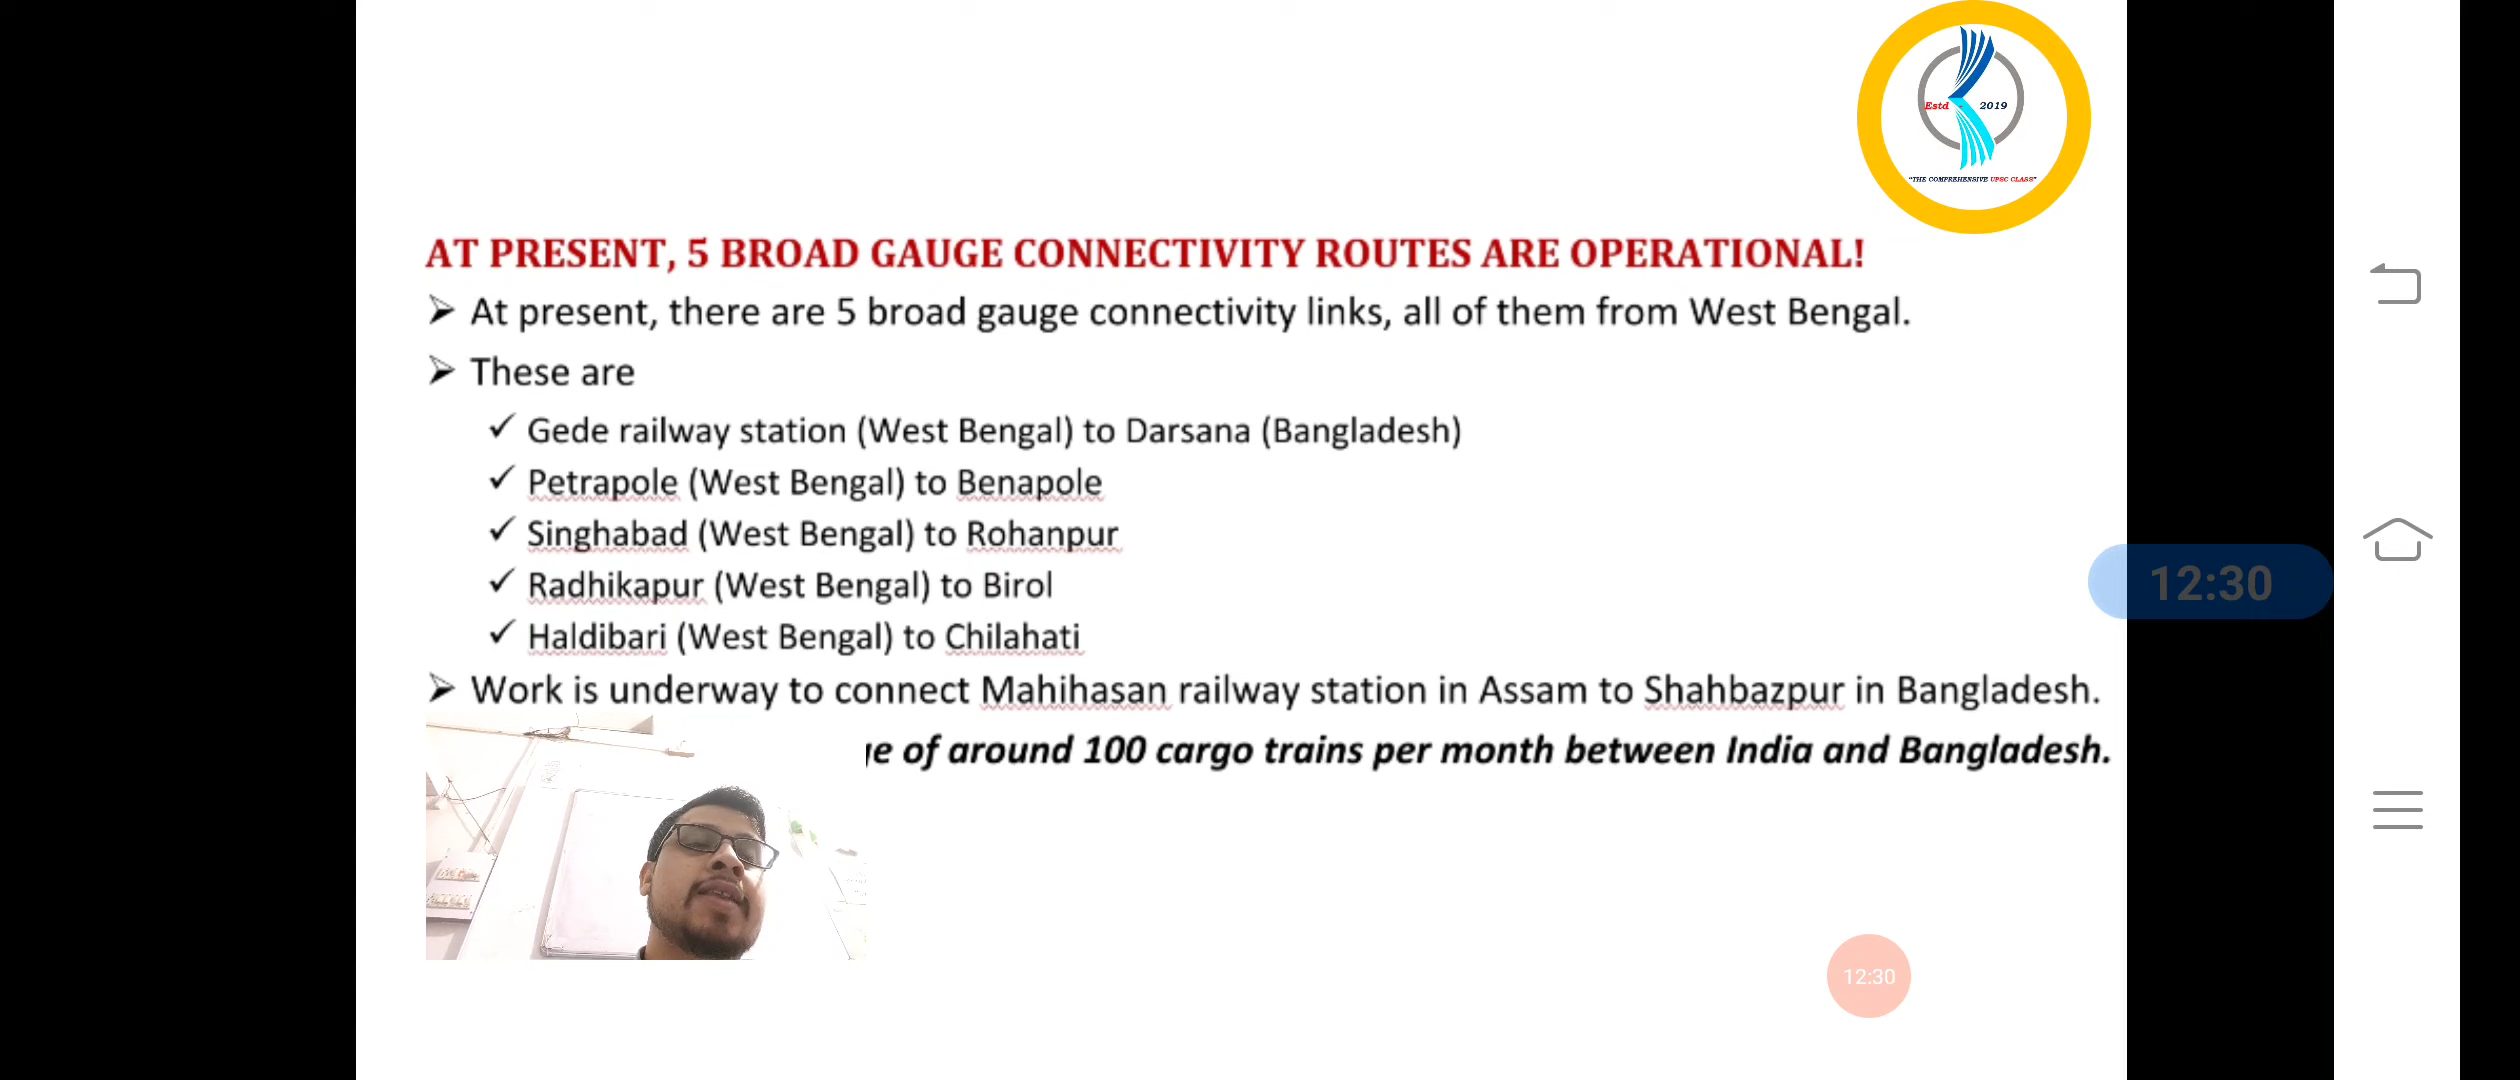 Estd 2019
"THE COMPREHENSIVE UPSC CLASS"
AT PRESENT, 5 BROAD GAUGE CONNECTIVITY ROUTES ARE OPERATIONAL!
➢ At present, there are 5 broad gauge connectivity links, all of them from West Bengal.
➢ These are
✓ Gede railway station (West Bengal) to Darsana (Bangladesh)
✓ Petrapole (West Bengal) to Benapole
✓ Singhabad (West Bengal) to Rohanpur
✓ Radhikapur (West Bengal) to Birol
✓ Haldibari (West Bengal) to Chilahati
12:30
➢ Work is underway to connect Mahihasan railway station in Assam to Shahbazpur in Bangladesh.
of around 100 cargo trains per month between India and Bangladesh.
12:30